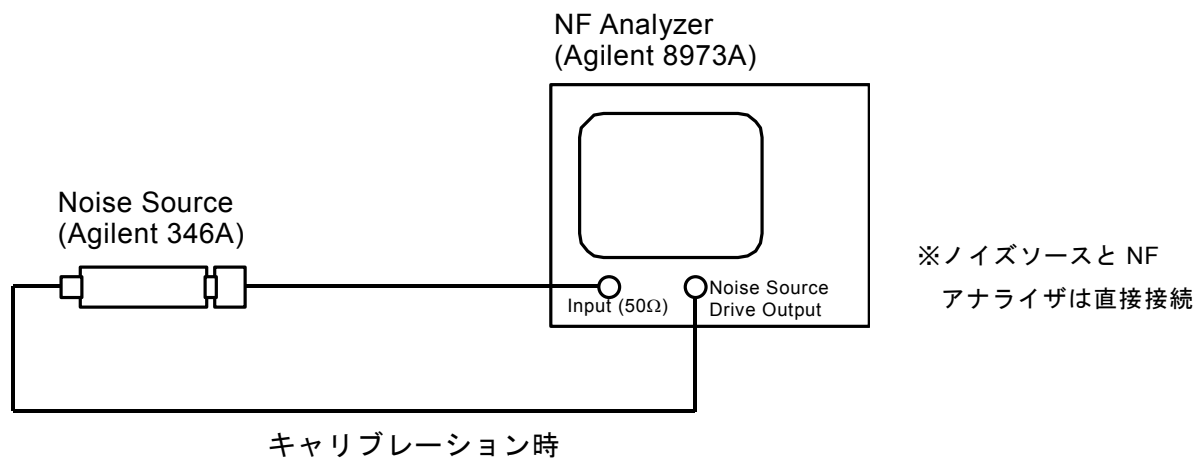 NF Analyzer
(Agilent 8973A)
Noise Source
(Agilent 346A)
Input (50Ω)
Noise Source
Drive Output
※ノイズソースと NF
アナライザは直接接続
キャリブレーション時